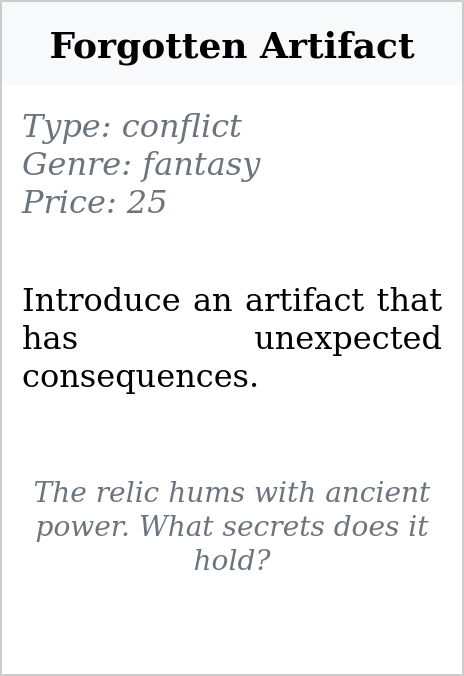 Forgotten Artifact
Type: conflict
Genre: fantasy
Price: 25
Introduce an artifact that
has unexpected
consequences.
The relic hums with ancient
power. What secrets does it
hold?